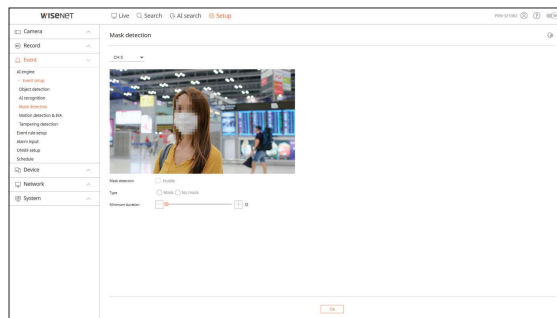 WISENET
Live Search AI search Setup
Camera
Mask detection
Record
Event
CH 3
AI engine
Event setup
Object detection
AI recognition
Mask detection
Motion detection & IVA
Tampering detection
Event rule setup
Alarm input
ONVIF setup
Schedule
Device
Mask detection Enable
Network
Type Mask No mask
System
Minimum duration
OK